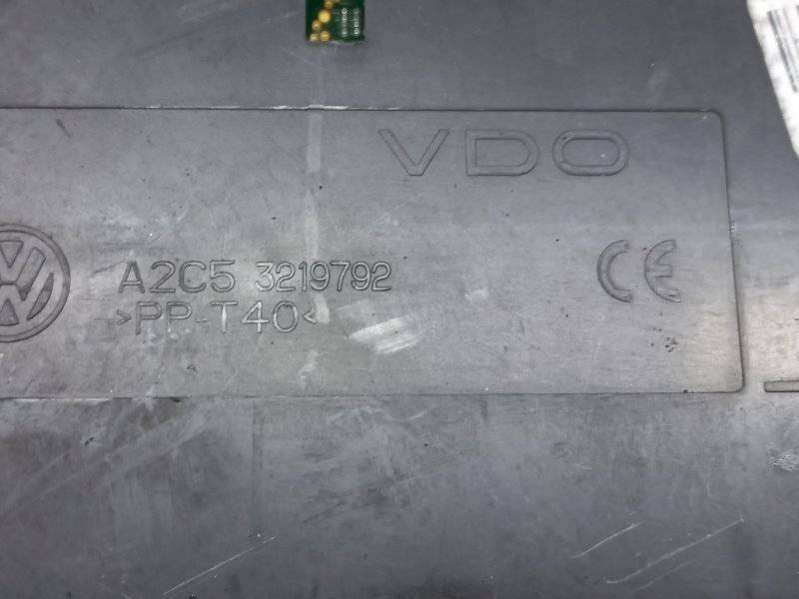 VDO
A2C5 3219792
>PP-T40<
CE